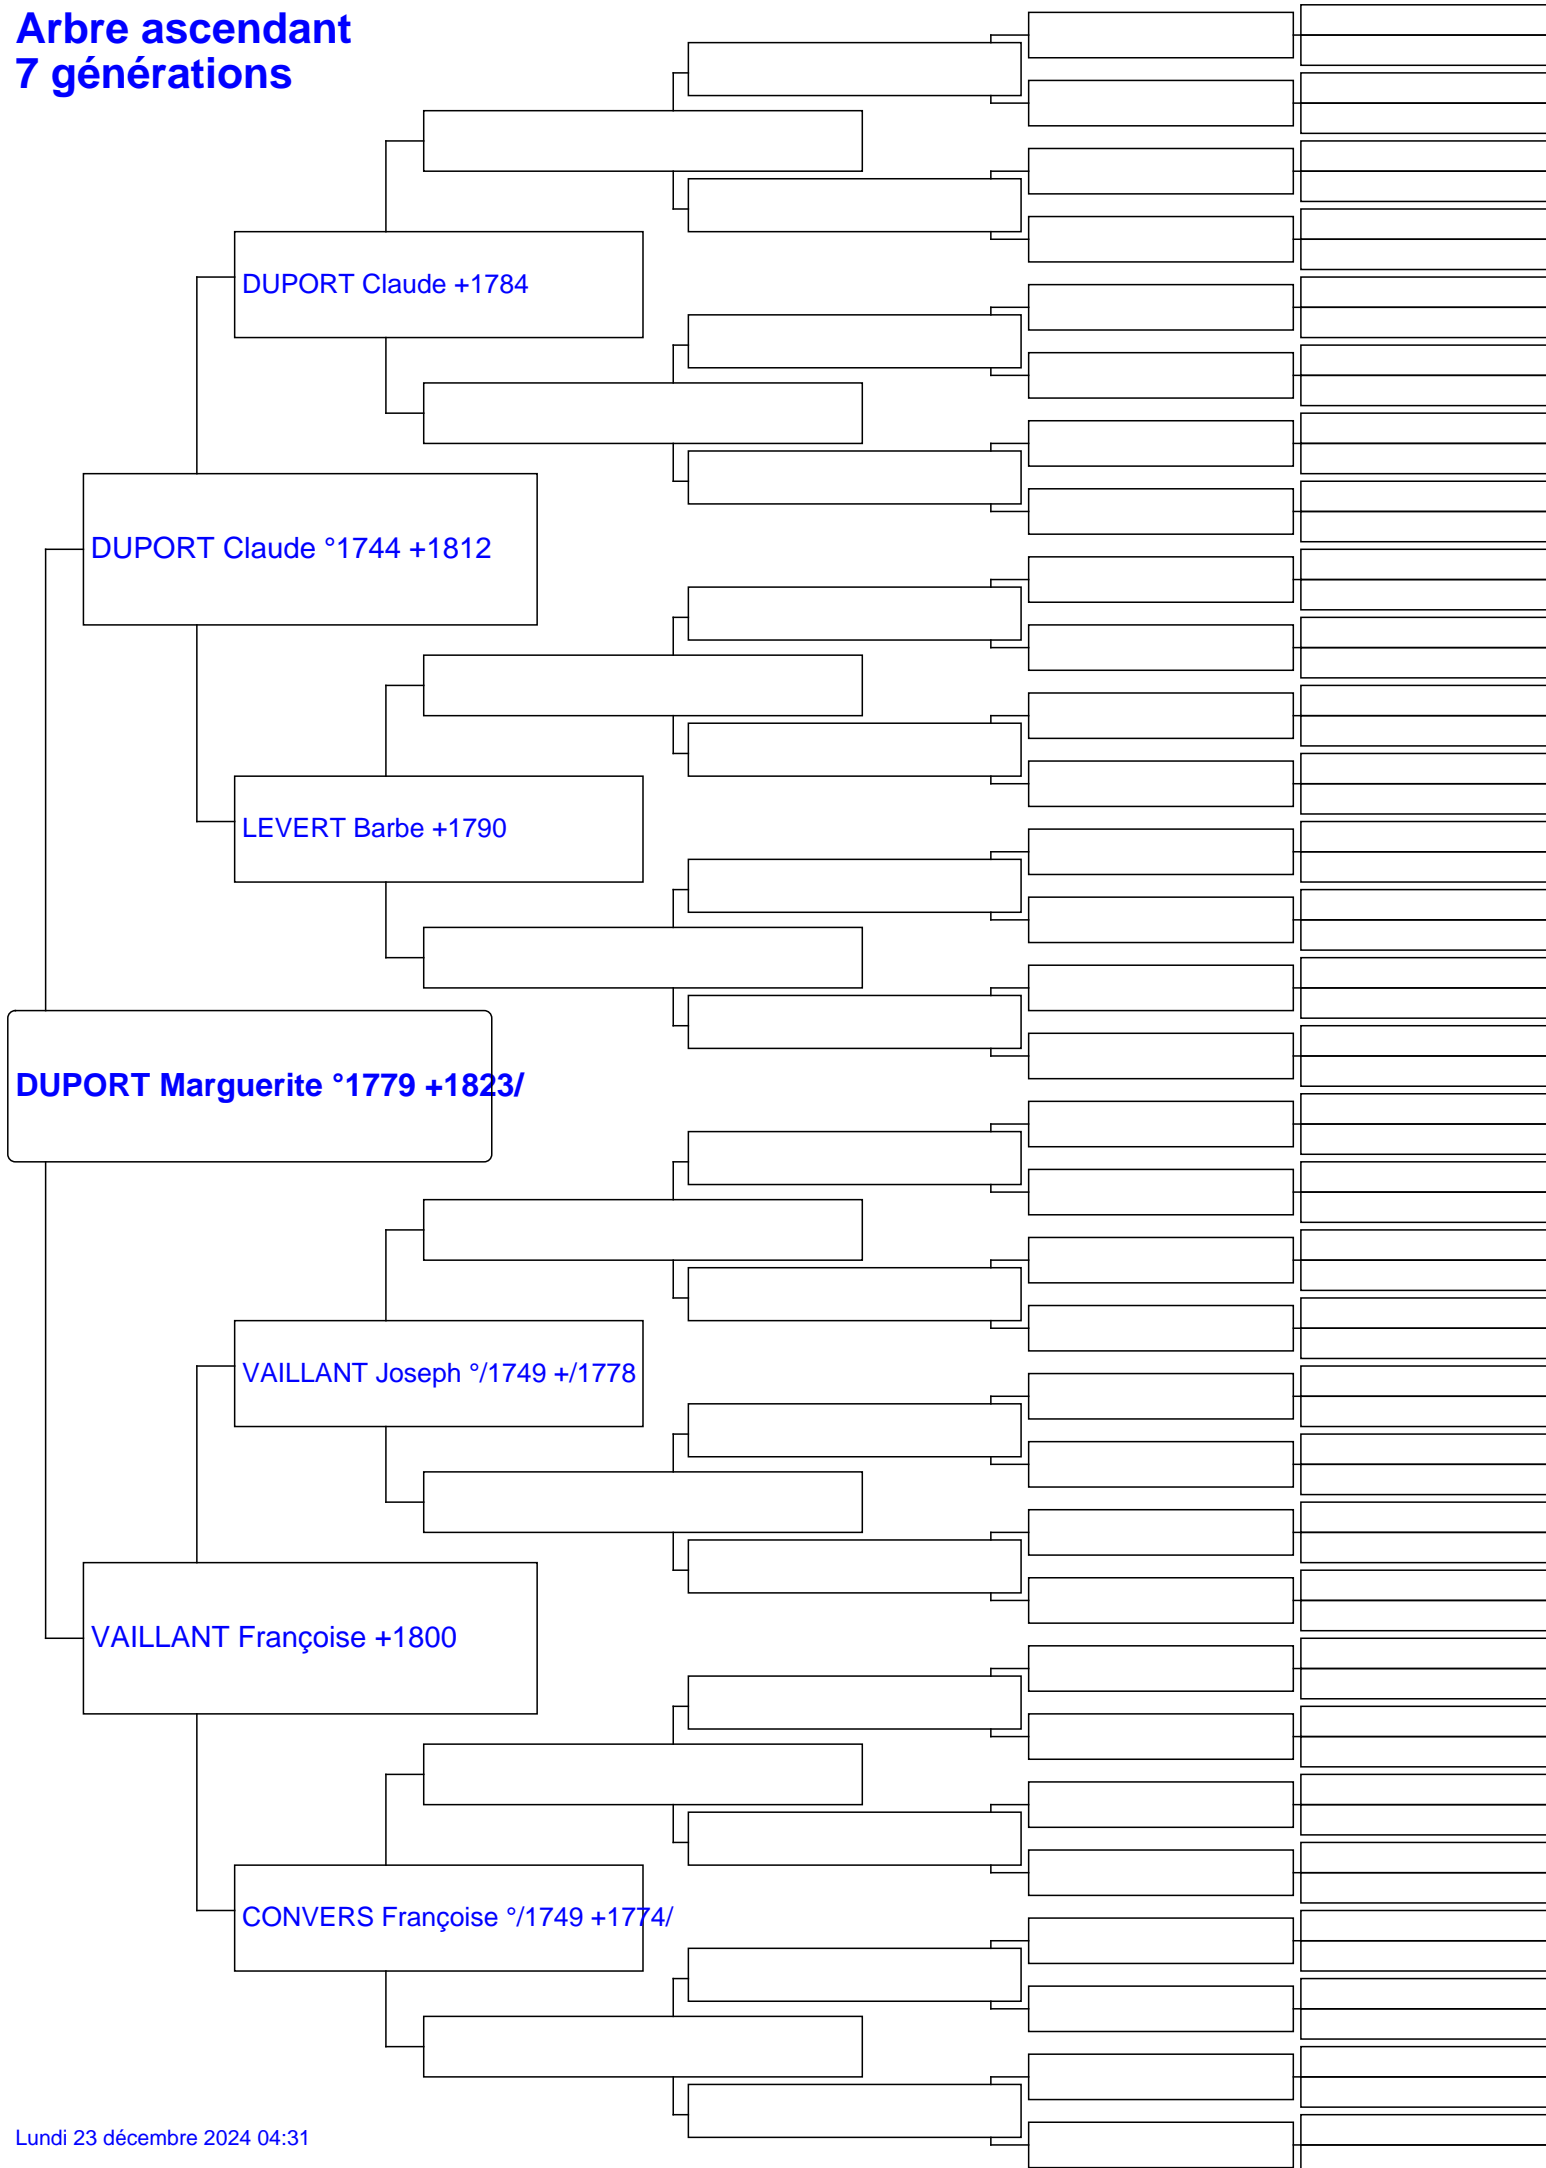 Arbre ascendant
7 générations
DUPORT Claude +1784
DUPORT Claude °1744 +1812
LEVERT Barbe +1790
DUPORT Marguerite °1779 +1823/
VAILLANT Joseph °/1749 +/1778
VAILLANT Françoise +1800
CONVERS Françoise °/1749 +1774/
Lundi 23 décembre 2024 04:31